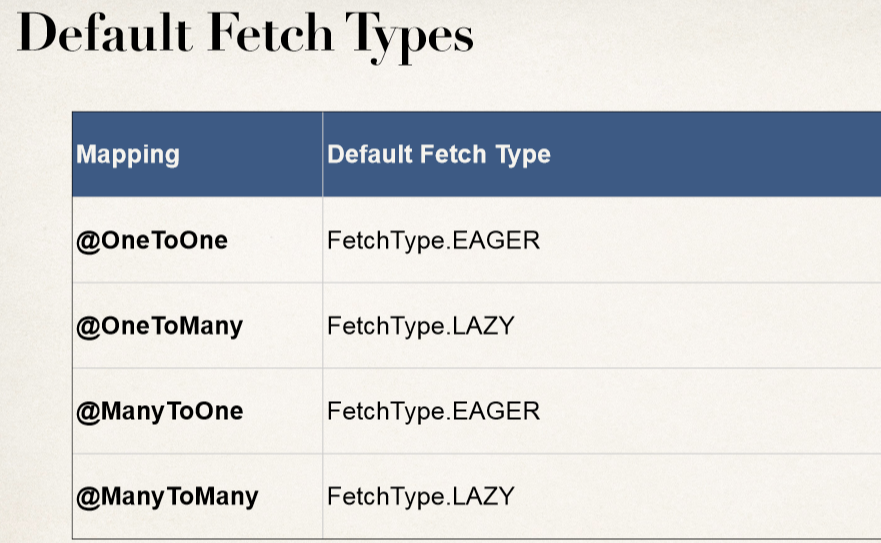 Default Fetch Types
Mapping Default Fetch Type
@OneToOne FetchType.EAGER
@OneToMany FetchType.LAZY
@ManyToOne FetchType.EAGER
@ManyToMany FetchType.LAZY